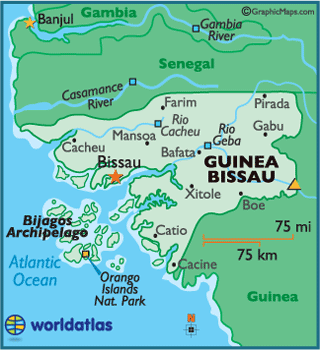 ©GraphicMaps.com
Gambia
Banjul
Gambia
River
Senegal
Casamance
River
Farim
Pirada
Rio
Cacheu
Rio
Geba
Gabu
Mansoa
Cacheu
Bafata
Bissau
GUINEA
BISSAU
Xitole
Boe
Bijagos
Archipelago
Catio
75 mi
75 km
Atlantic
Ocean
Cacine
Orango
Islands
Nat. Park
Guinea
worldatlas